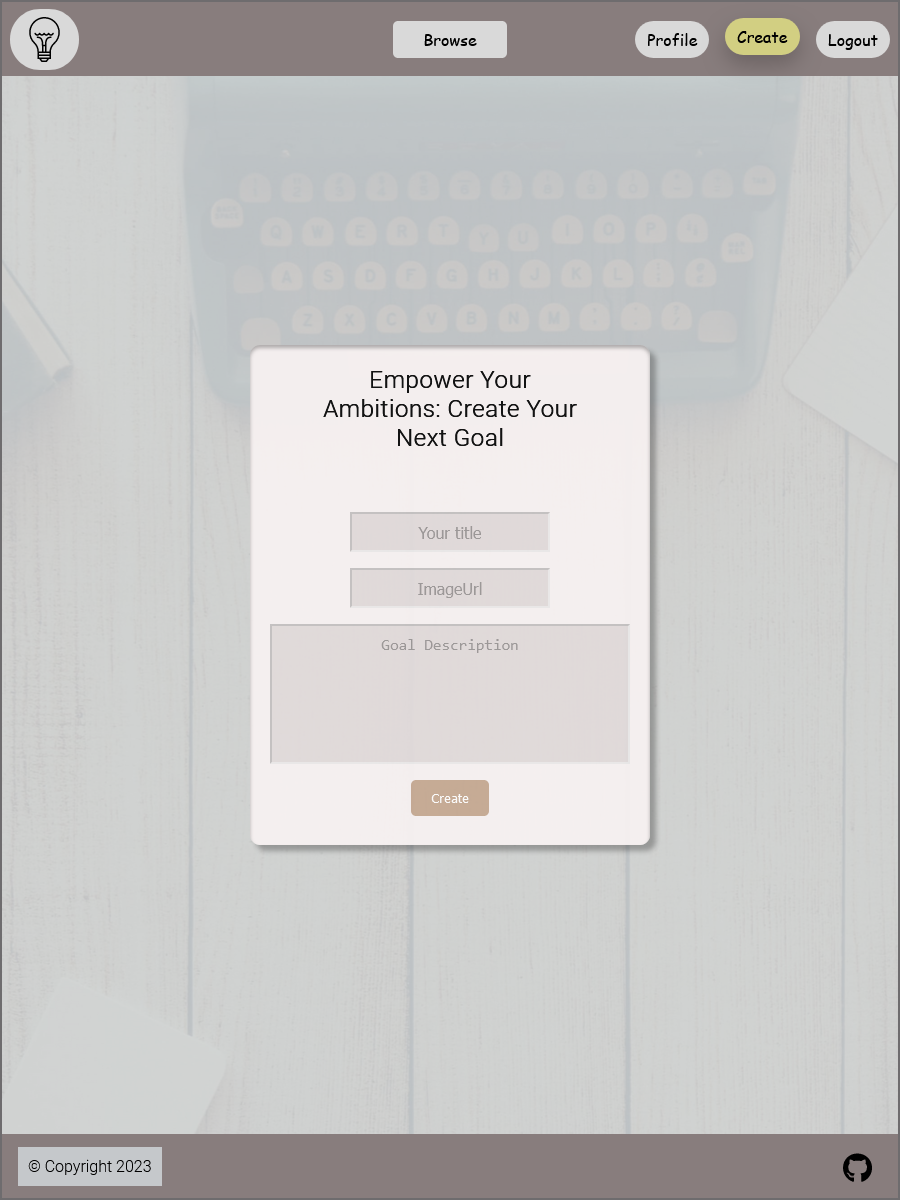 Browse
Profile
Create
Logout
Q W E R T Y U I O P
A S D F G H J K L
Z X C V B N M
Empower Your
Ambitions: Create Your
Next Goal
Your title
ImageUrl
Goal Description
Create
© Copyright 2023